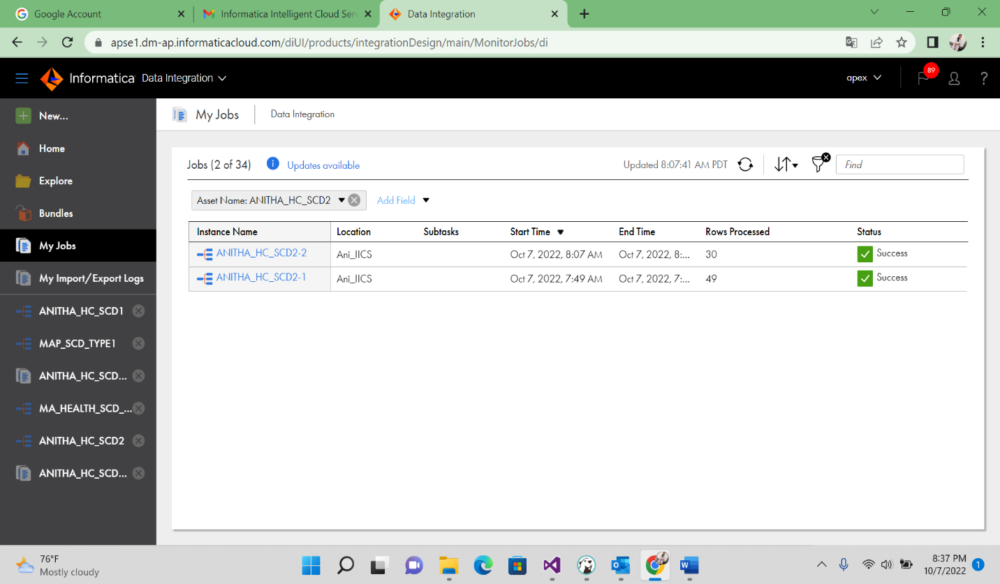 Google Account
Informatica Intelligent Cloud Serv
Data Integration
apse1.dm-ap.informaticacloud.com/diUI/products/integrationDesign/main/MonitorJobs/di
Informatica Data Integration
apex
89
?
New...
My Jobs
Data Integration
Home
Explore
Bundles
My Jobs
My Import/Export Logs
ANITHA_HC_SCD1
MAP_SCD_TYPE1
ANITHA_HC_SCD...
MA_HEALTH_SCD_...
ANITHA_HC_SCD2
ANITHA_HC_SCD...
Jobs (2 of 34)
i
Updates available
Updated 8:07:41 AM PDT
Find
Asset Name: ANITHA_HC_SCD2
Add Field
Instance Name Location Subtasks Start Time End Time Rows Processed Status
ANITHA_HC_SCD2-2 Ani_IICS Oct 7, 2022, 8:07 AM Oct 7, 2022, 8:... 30 Success
ANITHA_HC_SCD2-1 Ani_IICS Oct 7, 2022, 7:49 AM Oct 7, 2022, 7:... 49 Success
76°F
Mostly cloudy
8:37 PM
10/7/2022
1